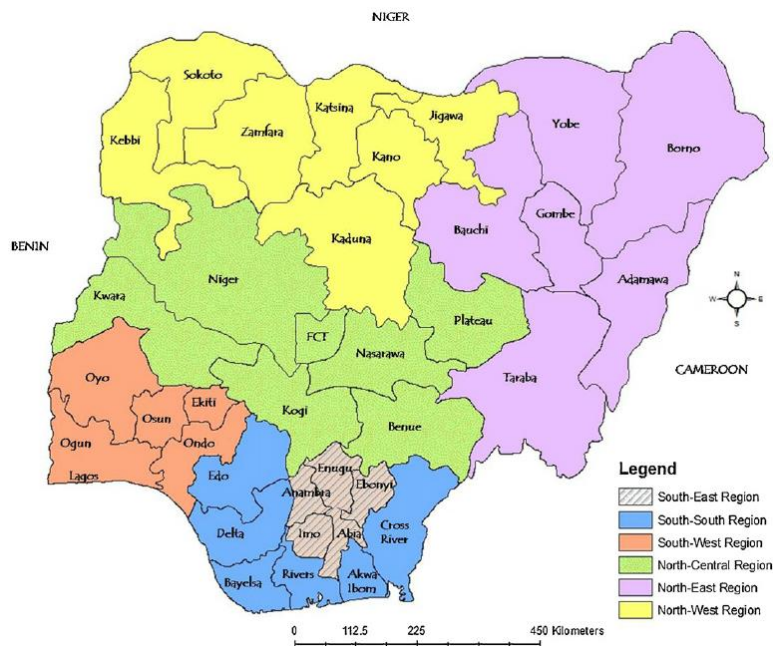 NIGER
Sokoto
Katsina
Jigawa
Yobe
Kebbi
Zamfara
Borno
Kano
Gombe
Kaduna
Bauchi
BENIN
Niger
Adamawa
Kwara
N
W E
S
Plateau
FCT
Nasarawa
CAMEROON
Taraba
Oyo
Ekiti
Kogi
Osun
Benue
Ogun
Ondo
Lagos
Edo
Enugu
Ebonyi
Anambra
Cross
River
Delta
Imo
Abia
Bayelsa
Rivers
Akwa
Ibom
Legend
South-East Region
South-South Region
South-West Region
North-Central Region
North-East Region
North-West Region
0 112.5 225 450 Kilometers